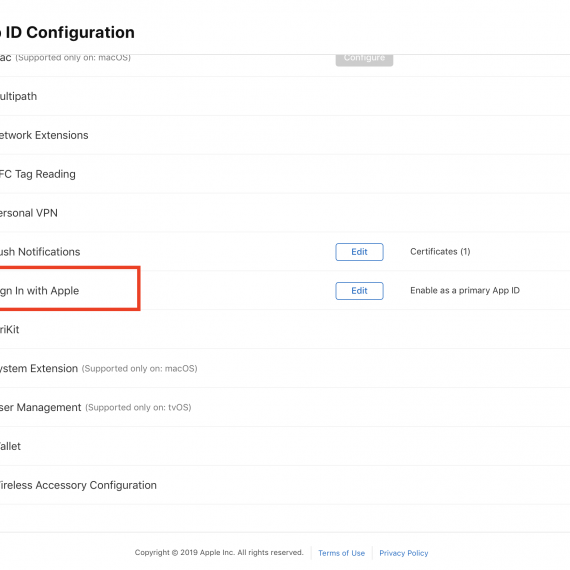 ID Configuration
ac (Supported only on: macOS) Configure
ultipath
etwork Extensions
FC Tag Reading
ersonal VPN
ush Notifications Edit Certificates (1)
gn In with Apple Edit Enable as a primary App ID
riKit
ystem Extension (Supported only on: macOS)
ser Management (Supported only on: tvOS)
allet
ireless Accessory Configuration
Copyright © 2019 Apple Inc. All rights reserved. Terms of Use Privacy Policy